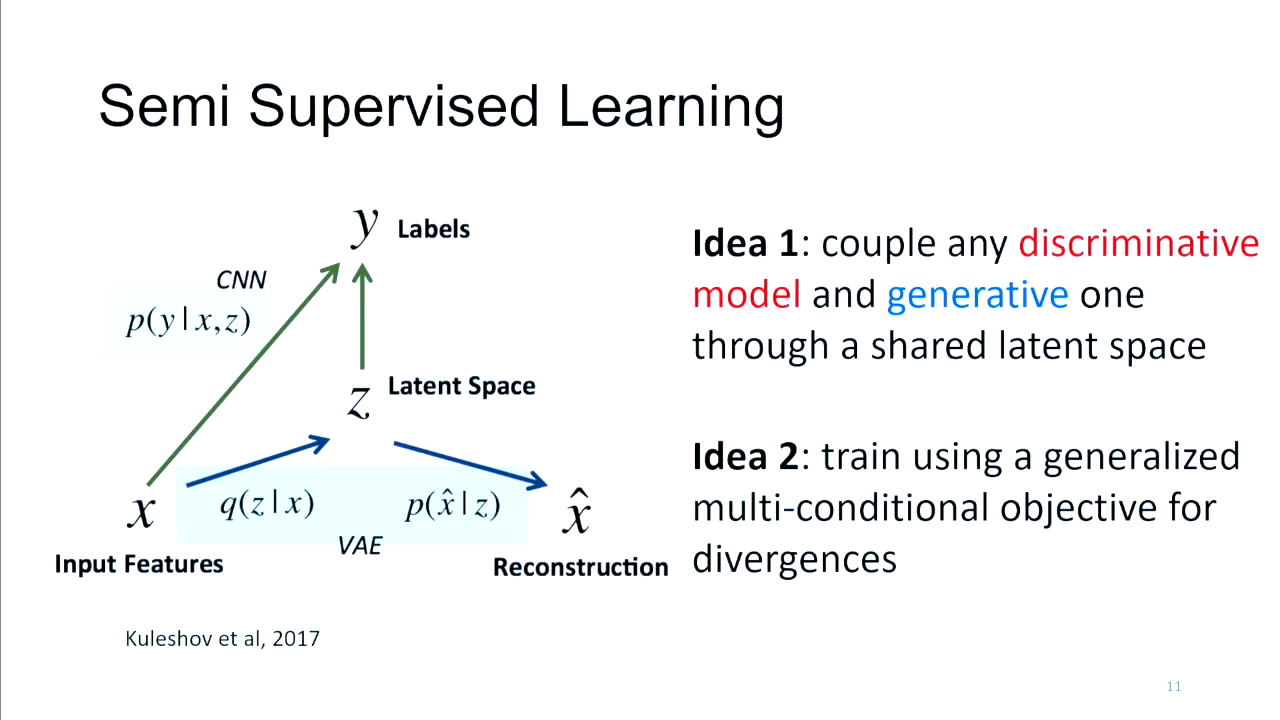 Semi Supervised Learning
y Labels
CNN
p(y|x,z)
z Latent Space
x
q(z|x)
p(x̂|z)
x̂
VAE
Input Features
Reconstruction
Idea 1: couple any discriminative
model and generative one
through a shared latent space
Idea 2: train using a generalized
multi-conditional objective for
divergences
Kuleshov et al, 2017
11